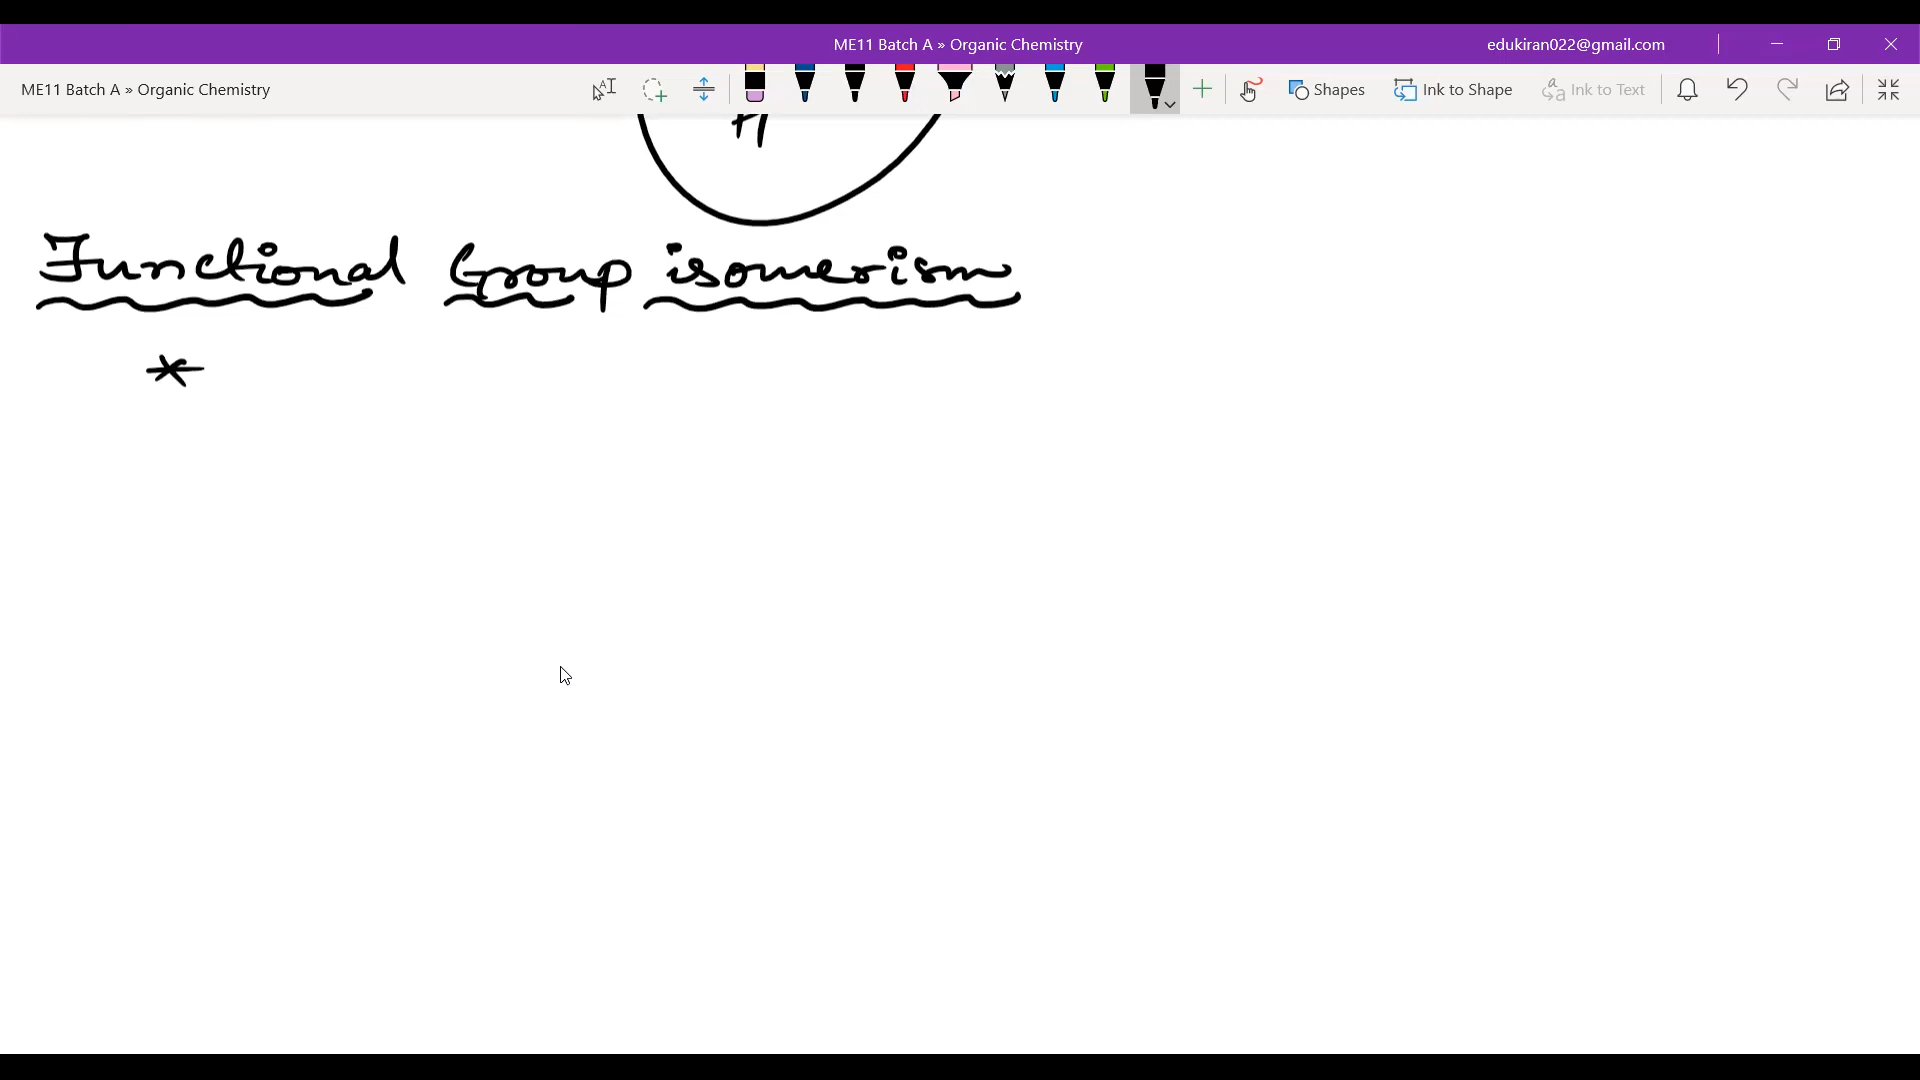 ME11 Batch A » Organic Chemistry
edukiran022@gmail.com
ME11 Batch A » Organic Chemistry
Shapes
Ink to Shape
Ink to Text
Functional Group isomerism
*